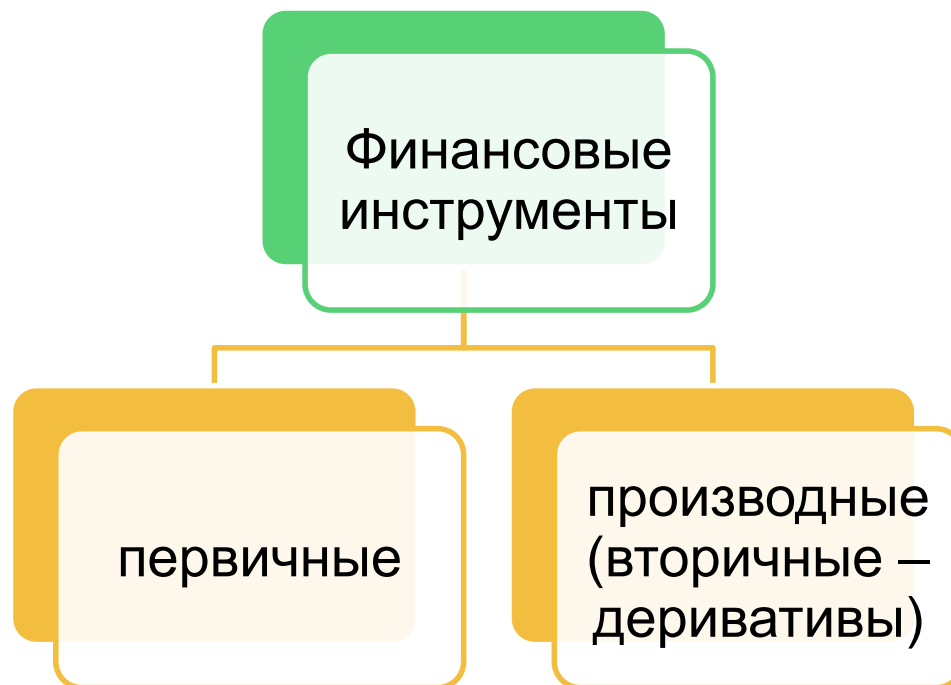 Финансовые
инструменты
первичные
производные
(вторичные –
деривативы)